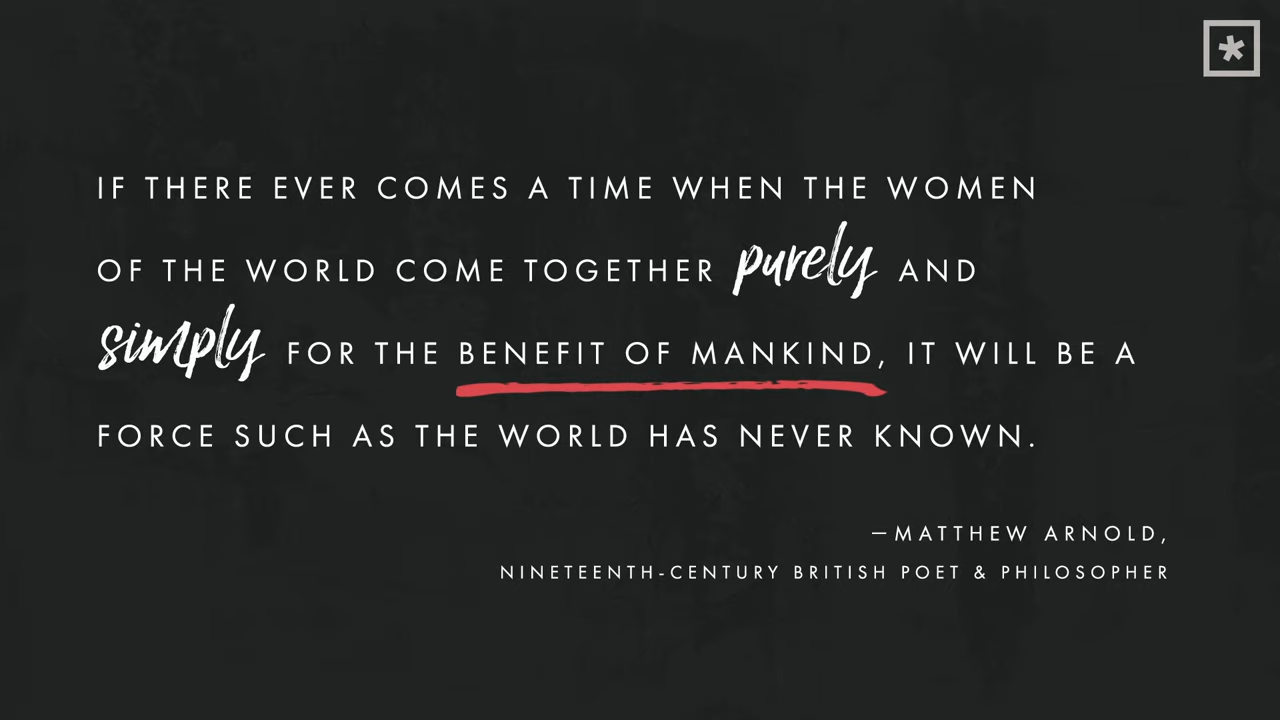 IF THERE EVER COMES A TIME WHEN THE WOMEN
OF THE WORLD COME TOGETHER purely AND
simply FOR THE BENEFIT OF MANKIND, IT WILL BE A
FORCE SUCH AS THE WORLD HAS NEVER KNOWN.
—MATTHEW ARNOLD,
NINETEENTH-CENTURY BRITISH POET & PHILOSOPHER